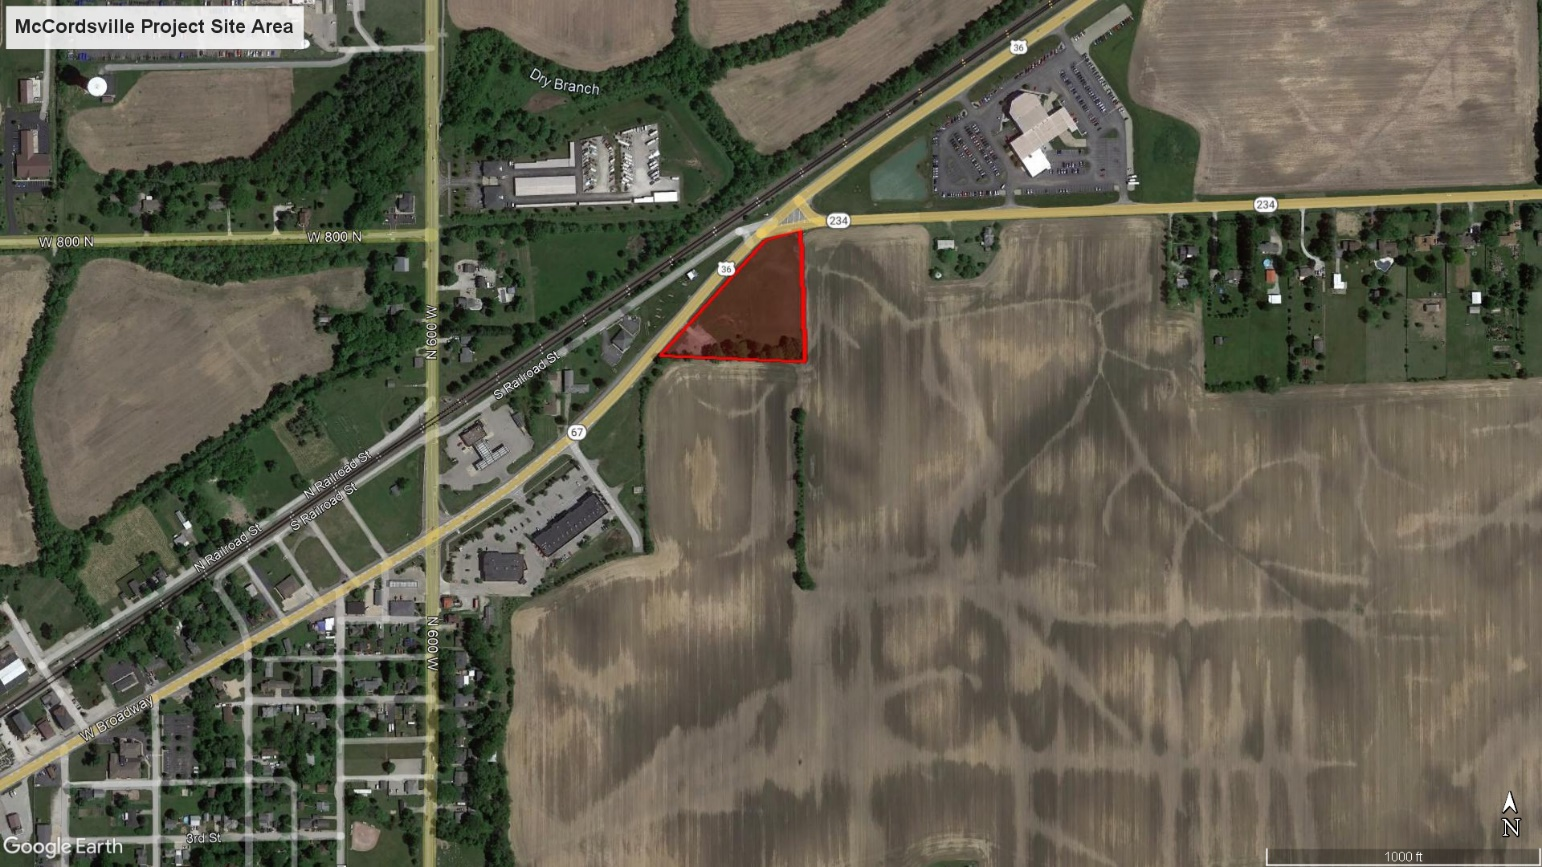 McCordsville Project Site Area
36
Dry Branch
234
234
W 800 N
W 800 N
36
N 600 W
S Railroad St
67
N Railroad St
S Railroad St
N Railroad St
N 600 W
W Broadway
3rd St
Google Earth
N
1000 ft